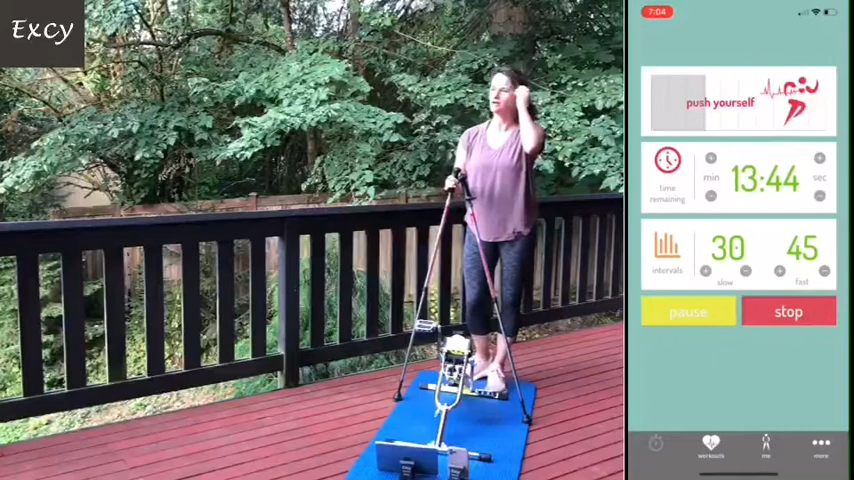 Excy
7:04
push yourself
time
remaining
min
13:44
sec
intervals
30
45
slow
fast
pause
stop
workouts
me
more